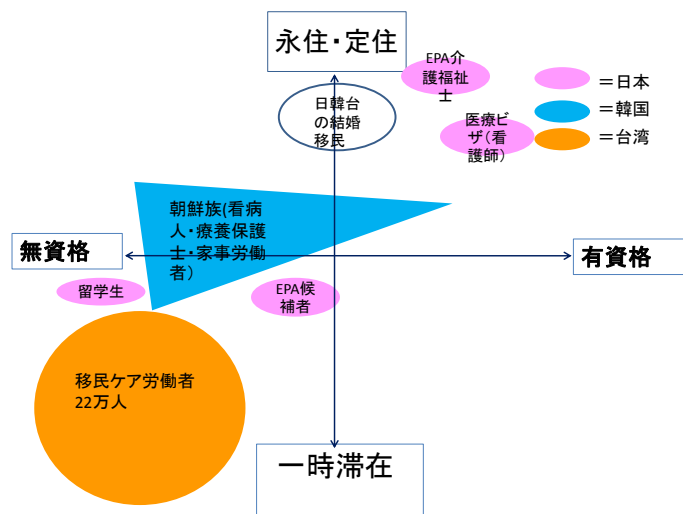 永住・定住
EPA介
護福祉
士
＝日本
＝韓国
＝台湾
日韓台
の結婚
移民
医療ビ
ザ（看
護師）
朝鮮族(看病
人・療養保護
士・家事労働
者）
無資格
有資格
留学生
EPA候
補者
移民ケア労働者
22万人
一時滞在